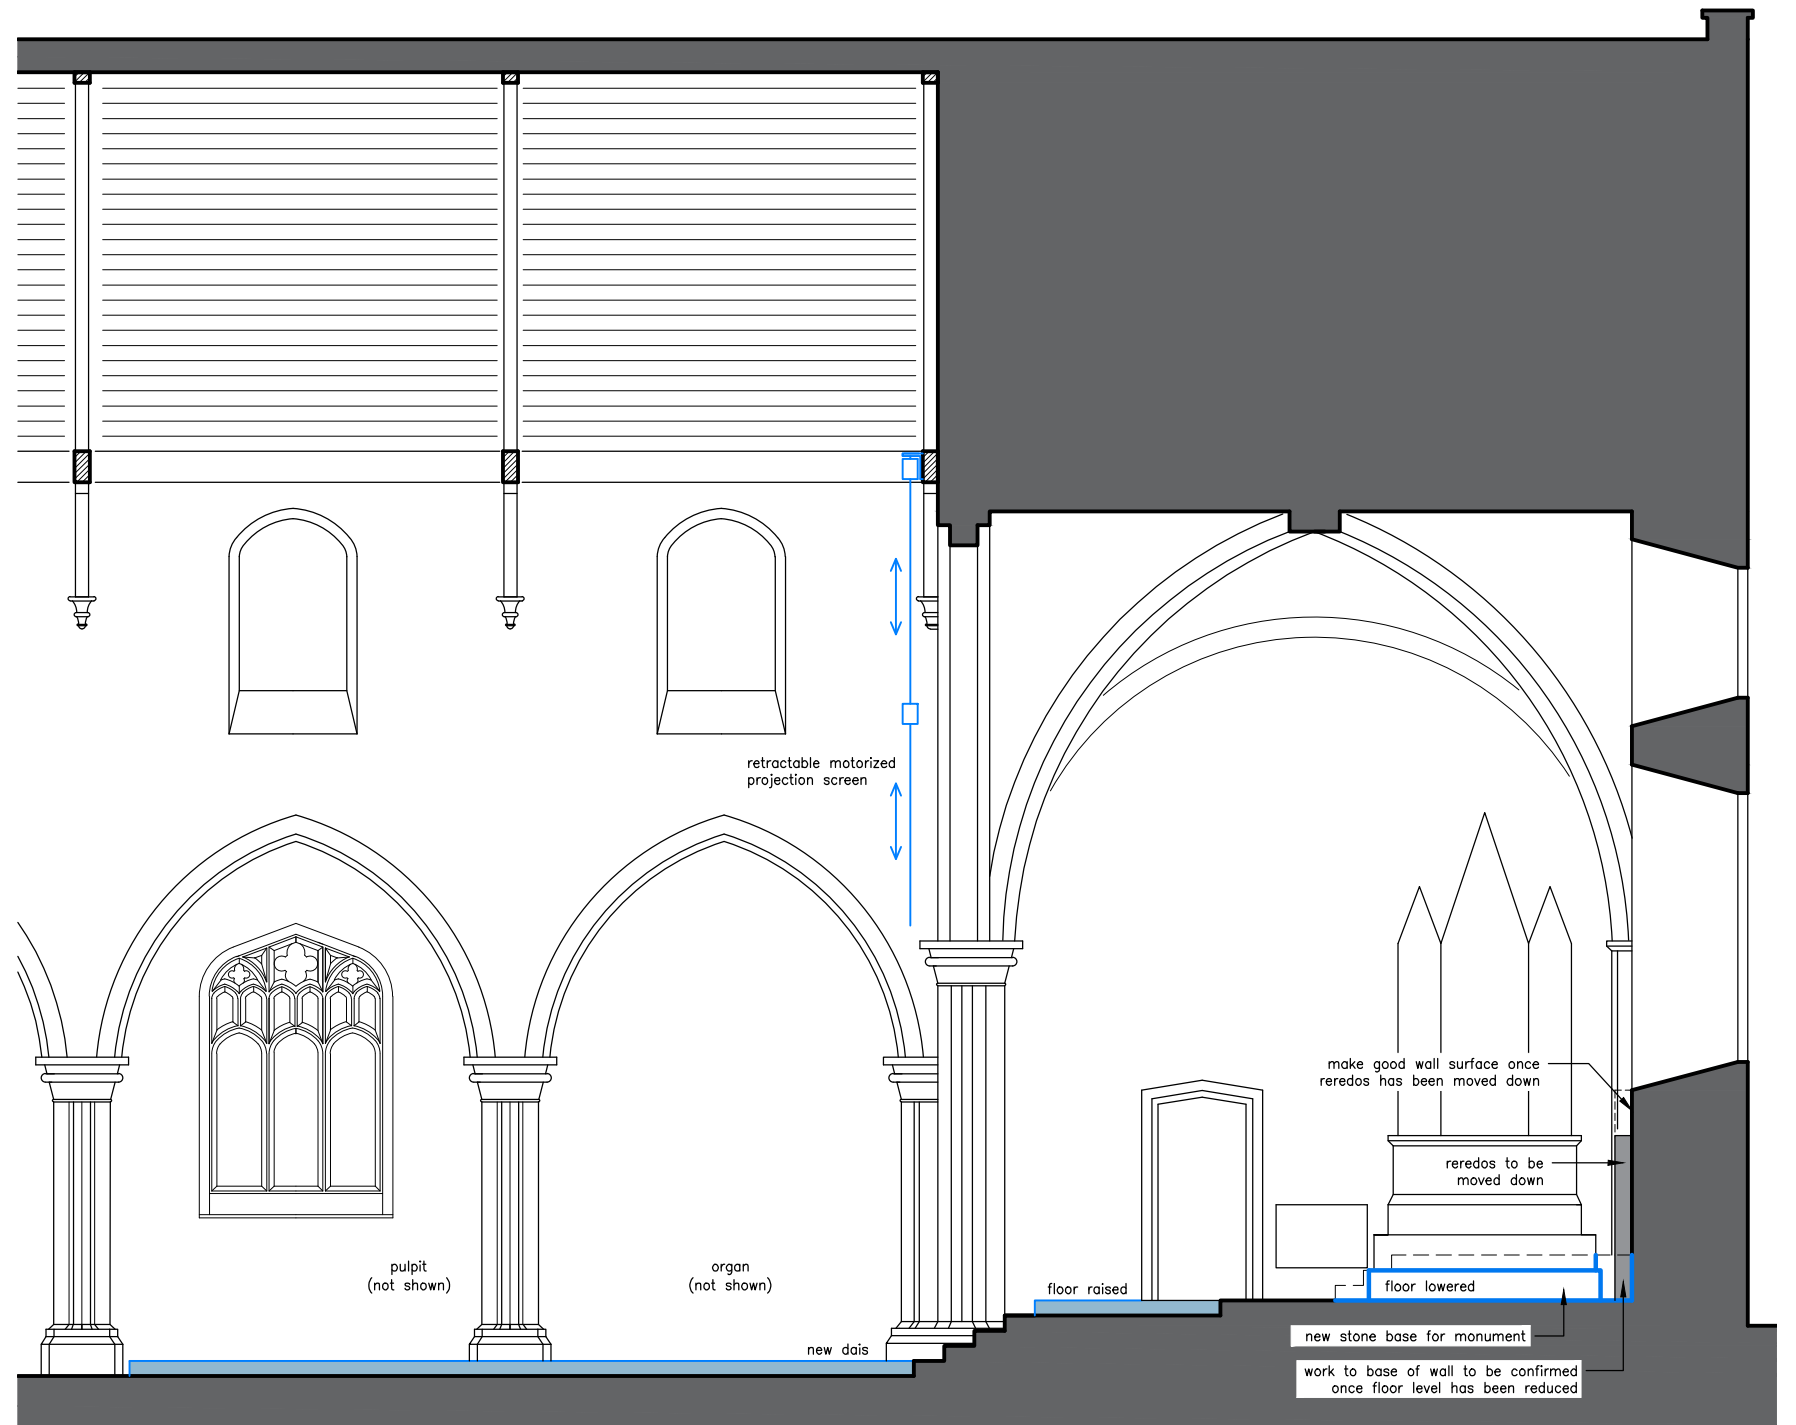 retractable motorized
projection screen
make good wall surface once
reredos has been moved down
reredos to be
moved down
pulpit
(not shown)
organ
(not shown)
floor raised
floor lowered
new stone base for monument
new dais
work to base of wall to be confirmed
once floor level has been reduced